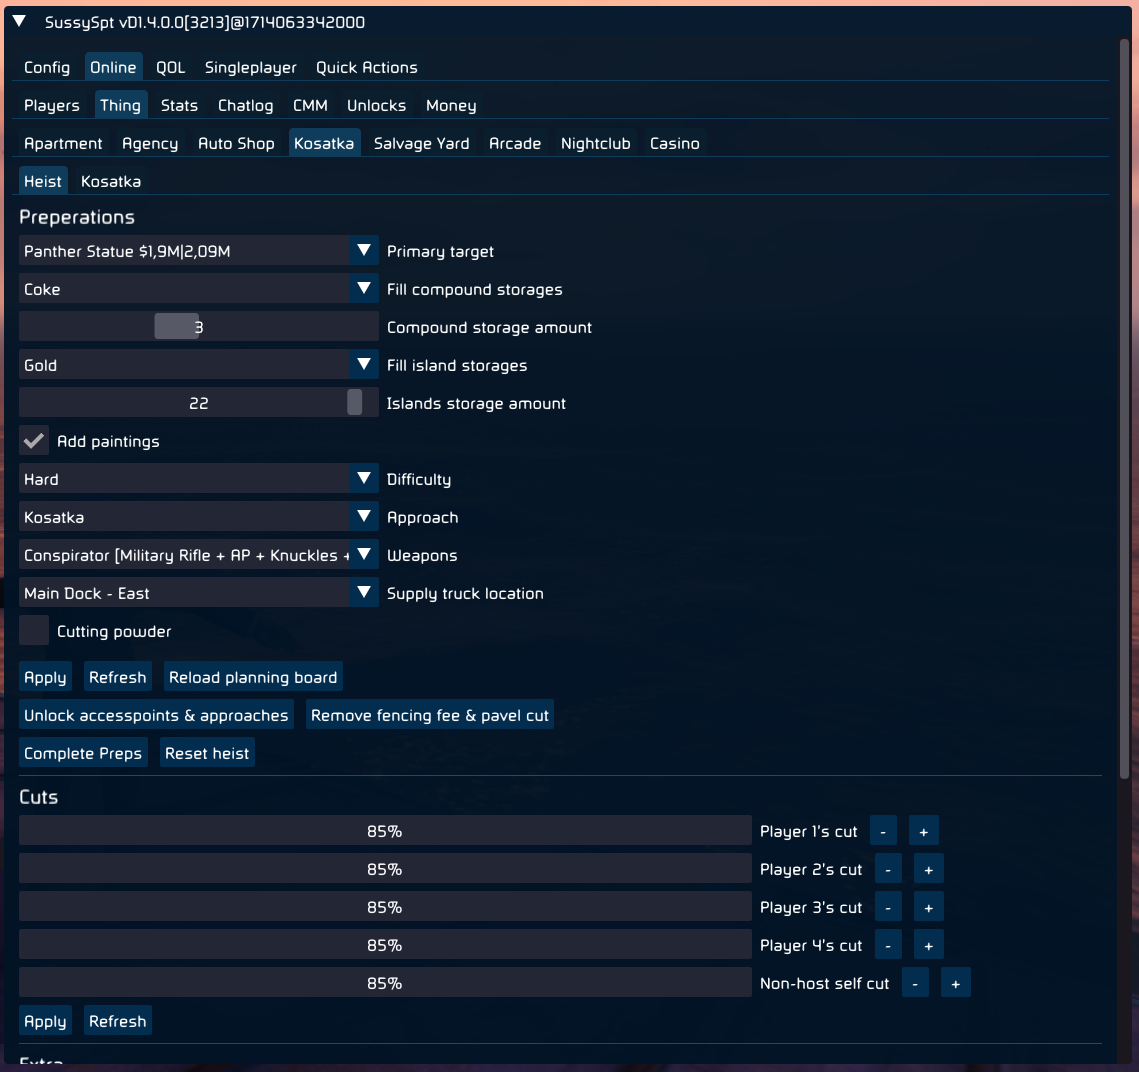 SussySpt vD1.4.0.0[3213]@1714063342000
Config Online QOL Singleplayer Quick Actions
Players Thing Stats Chatlog CMM Unlocks Money
Apartment Agency Auto Shop Kosatka Salvage Yard Arcade Nightclub Casino
Heist Kosatka
Preperations
Panther Statue $1,9M|2,09M Primary target
Coke Fill compound storages
3 Compound storage amount
Gold Fill island storages
22 Islands storage amount
Add paintings
Hard Difficulty
Kosatka Approach
Conspirator [Military Rifle + AP + Knuckles + Weapons
Main Dock - East Supply truck location
Cutting powder
Apply Refresh Reload planning board
Unlock accesspoints & approaches Remove fencing fee & pavel cut
Complete Preps Reset heist
Cuts
85% Player 1's cut - +
85% Player 2's cut - +
85% Player 3's cut - +
85% Player 4's cut - +
85% Non-host self cut - +
Apply Refresh
Extra